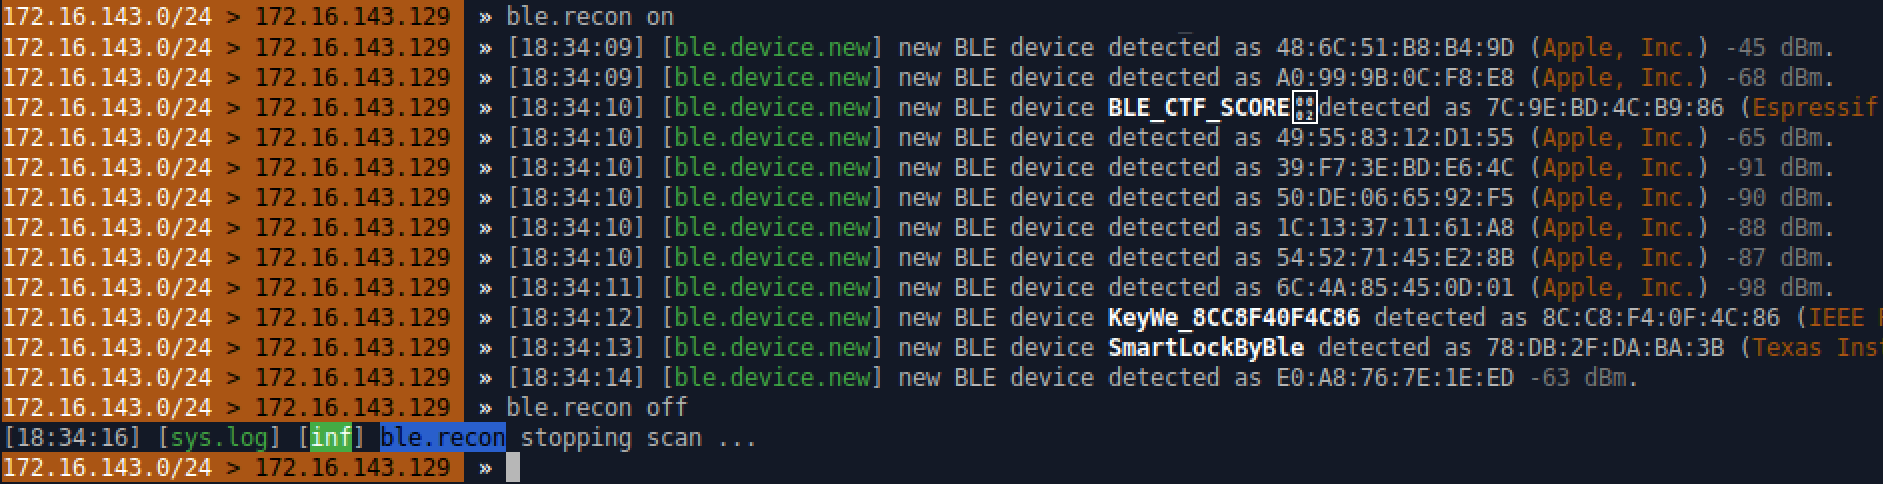 172.16.143.0/24 > 172.16.143.129 » ble.recon on
172.16.143.0/24 > 172.16.143.129 » [18:34:09] [ble.device.new] new BLE device detected as 48:6C:51:B8:B4:9D (Apple, Inc.) -45 dBm.
172.16.143.0/24 > 172.16.143.129 » [18:34:09] [ble.device.new] new BLE device detected as A0:99:9B:0C:F8:E8 (Apple, Inc.) -68 dBm.
172.16.143.0/24 > 172.16.143.129 » [18:34:10] [ble.device.new] new BLE device BLE_CTF_SCORE detected as 7C:9E:BD:4C:B9:86 (Espressif
172.16.143.0/24 > 172.16.143.129 » [18:34:10] [ble.device.new] new BLE device detected as 49:55:83:12:D1:55 (Apple, Inc.) -65 dBm.
172.16.143.0/24 > 172.16.143.129 » [18:34:10] [ble.device.new] new BLE device detected as 39:F7:3E:BD:E6:4C (Apple, Inc.) -91 dBm.
172.16.143.0/24 > 172.16.143.129 » [18:34:10] [ble.device.new] new BLE device detected as 50:DE:06:65:92:F5 (Apple, Inc.) -90 dBm.
172.16.143.0/24 > 172.16.143.129 » [18:34:10] [ble.device.new] new BLE device detected as 1C:13:37:11:61:A8 (Apple, Inc.) -88 dBm.
172.16.143.0/24 > 172.16.143.129 » [18:34:10] [ble.device.new] new BLE device detected as 54:52:71:45:E2:8B (Apple, Inc.) -87 dBm.
172.16.143.0/24 > 172.16.143.129 » [18:34:11] [ble.device.new] new BLE device detected as 6C:4A:85:45:0D:01 (Apple, Inc.) -98 dBm.
172.16.143.0/24 > 172.16.143.129 » [18:34:12] [ble.device.new] new BLE device KeyWe_8CC8F40F4C86 detected as 8C:C8:F4:0F:4C:86 (IEEE
172.16.143.0/24 > 172.16.143.129 » [18:34:13] [ble.device.new] new BLE device SmartLockByBle detected as 78:DB:2F:DA:BA:3B (Texas Inst
172.16.143.0/24 > 172.16.143.129 » [18:34:14] [ble.device.new] new BLE device detected as E0:A8:76:7E:1E:ED -63 dBm.
172.16.143.0/24 > 172.16.143.129 » ble.recon off
[18:34:16] [sys.log] [inf] ble.recon stopping scan ...
172.16.143.0/24 > 172.16.143.129 »